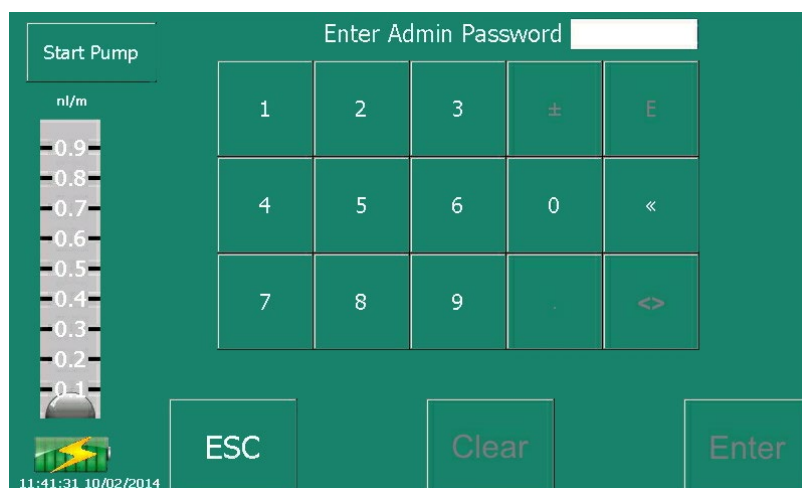 Enter Admin Password
Start Pump
nl/m
0.9
0.8
0.7
0.6
0.5
0.4
0.3
0.2
0.1
1 2 3 ± E
4 5 6 0 «
7 8 9 . <>
ESC Clear Enter
11:41:31 10/02/2014